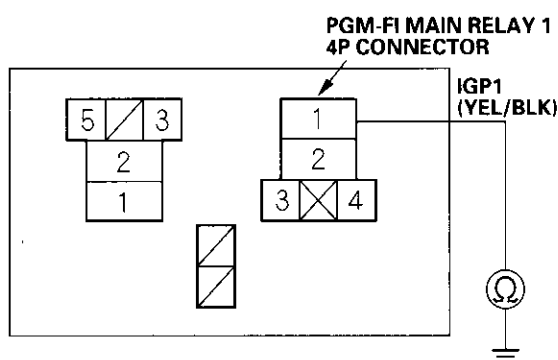 PGM-FI MAIN RELAY 1
4P CONNECTOR
IGP1
(YEL/BLK)
5 3
2
1
1
2
3 4
Ω